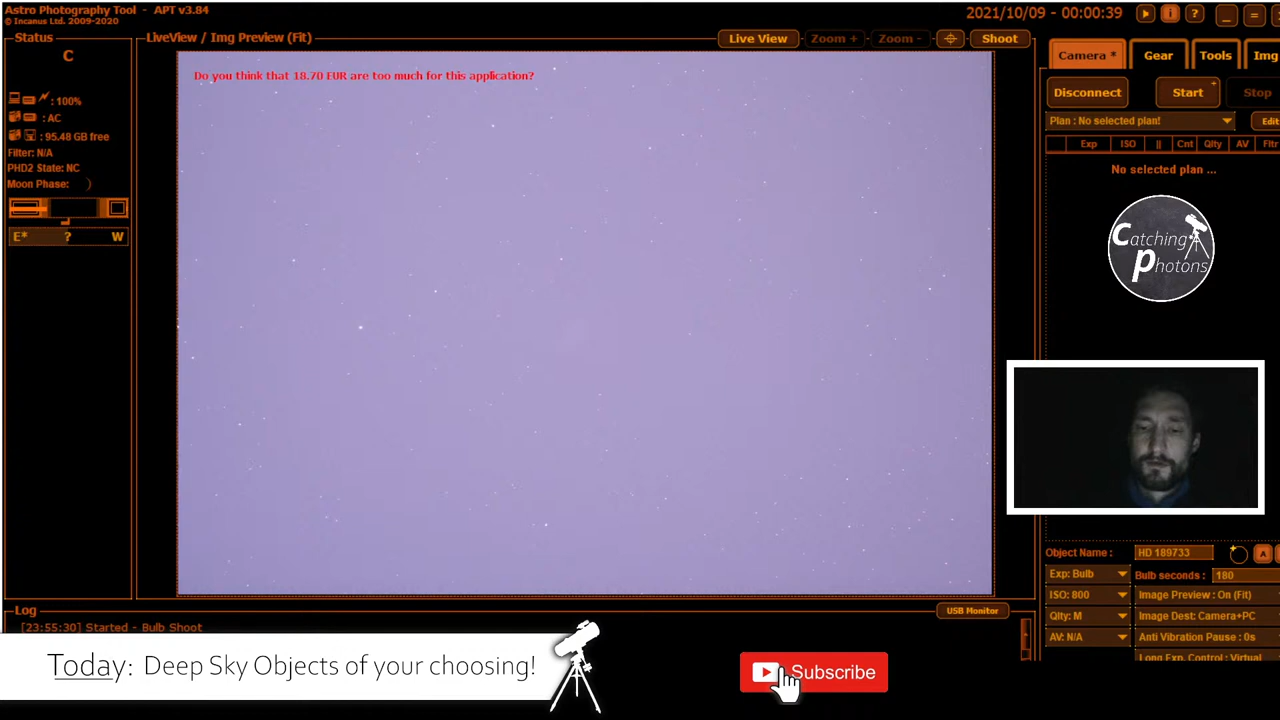 Astro Photography Tool - APT v3.84
© Incanus Ltd. 2009-2020
2021/10/09 - 00:00:39
i
?
Status
LiveView / Img Preview (Fit)
Live View
Zoom +
Zoom -
Shoot
Camera *
Gear
Tools
Img
C
Do you think that 18.70 EUR are too much for this application?
: 100%
: AC
: 95.48 GB free
Filter: N/A
PHD2 State: NC
Moon Phase:
E*
?
W
Disconnect
Start
Stop
Plan : No selected plan!
Edit
Exp
ISO
||
Cnt
Qlty
AV
Fltr
No selected plan ...
Catching
Photons
Object Name :
HD 189733
A
Exp: Bulb
Bulb seconds :
180
ISO: 800
Image Preview : On (Fit)
Qlty: M
Image Dest: Camera+PC
AV: N/A
Anti Vibration Pause : 0s
Long Exp. Control : Virtual
Log
USB Monitor
[23:55:30] Started - Bulb Shoot
Today: Deep Sky Objects of your choosing!
Subscribe